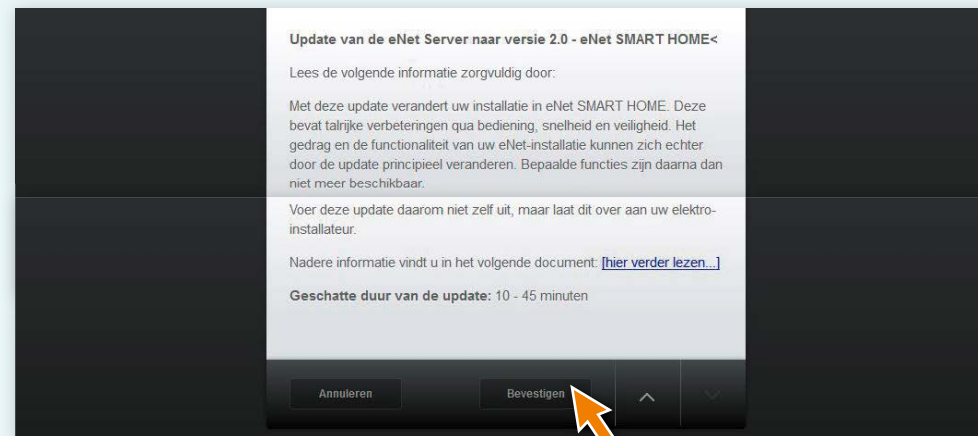 Update van de eNet Server naar versie 2.0 - eNet SMART HOME<
Lees de volgende informatie zorgvuldig door:
Met deze update verandert uw installatie in eNet SMART HOME. Deze
bevat talrijke verbeteringen qua bediening, snelheid en veiligheid. Het
gedrag en de functionaliteit van uw eNet-installatie kunnen zich echter
door de update principieel veranderen. Bepaalde functies zijn daarna dan
niet meer beschikbaar.
Voer deze update daarom niet zelf uit, maar laat dit over aan uw elektro-
installateur.
Nadere informatie vindt u in het volgende document: [hier verder lezen...]
Geschatte duur van de update: 10 - 45 minuten
Annuleren Bevestigen